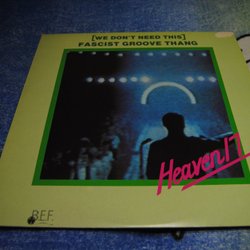 [WE DON'T NEED THIS]
FASCIST GROOVE THANG
Heaven 17
B.E.F.